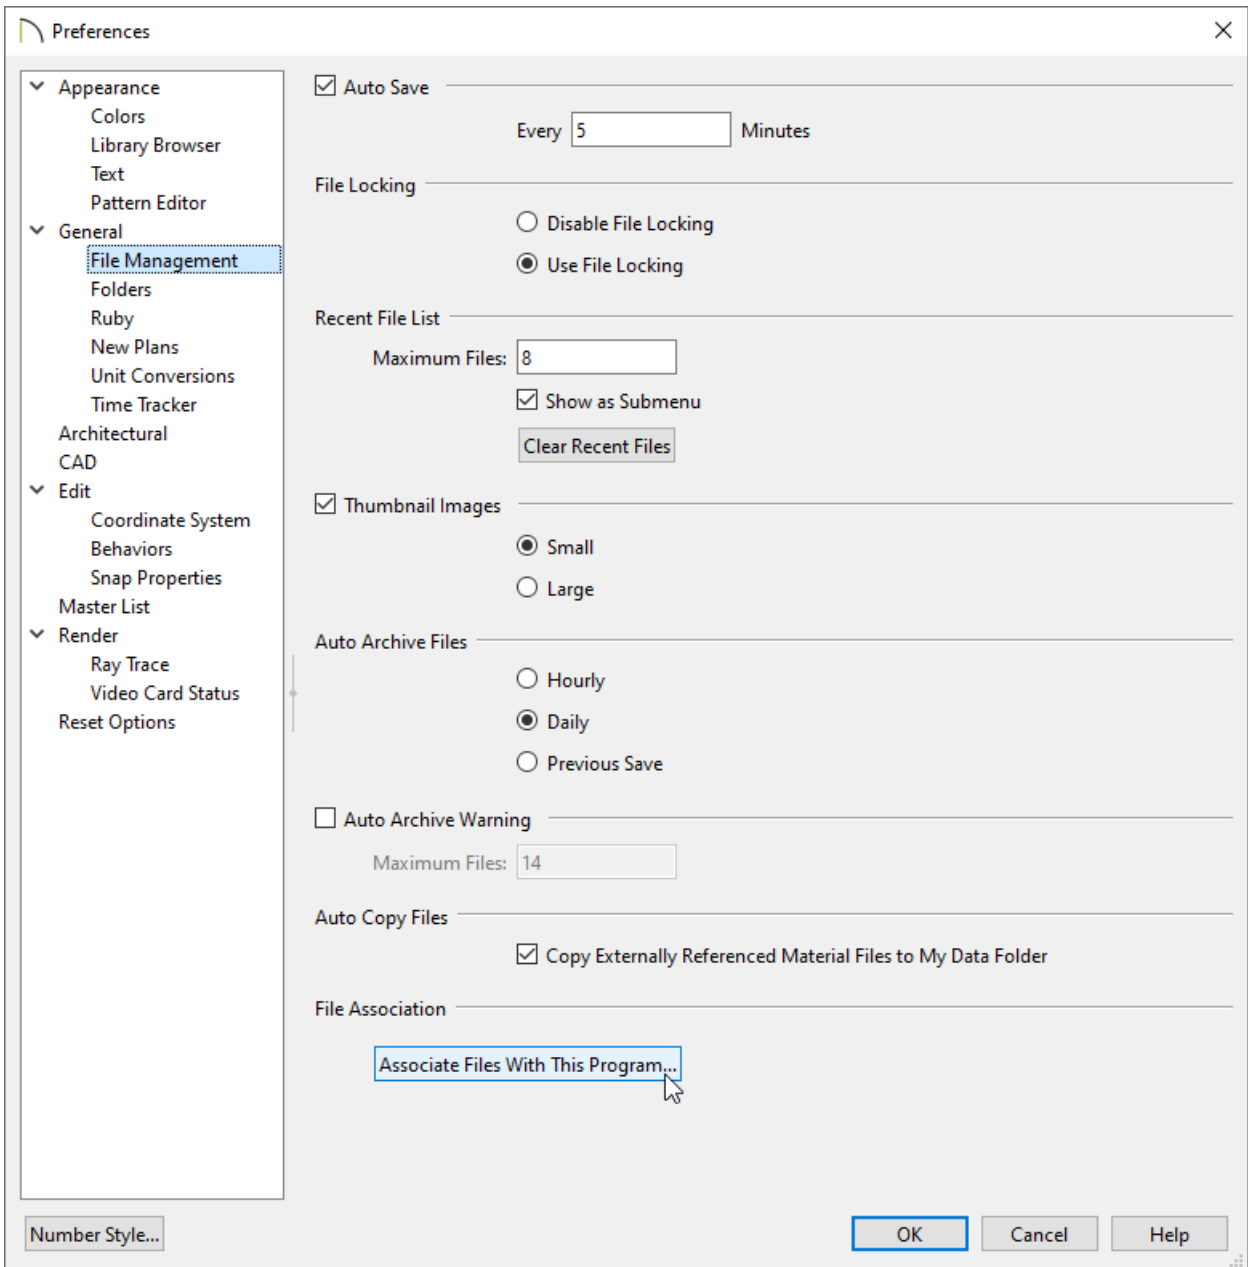 Preferences
Appearance
Colors
Library Browser
Text
Pattern Editor
General
File Management
Folders
Ruby
New Plans
Unit Conversions
Time Tracker
Architectural
CAD
Edit
Coordinate System
Behaviors
Snap Properties
Master List
Render
Ray Trace
Video Card Status
Reset Options
Auto Save
Every 5 Minutes
File Locking
Disable File Locking
Use File Locking
Recent File List
Maximum Files: 8
Show as Submenu
Clear Recent Files
Thumbnail Images
Small
Large
Auto Archive Files
Hourly
Daily
Previous Save
Auto Archive Warning
Maximum Files: 14
Auto Copy Files
Copy Externally Referenced Material Files to My Data Folder
File Association
Associate Files With This Program...
Number Style... OK Cancel Help